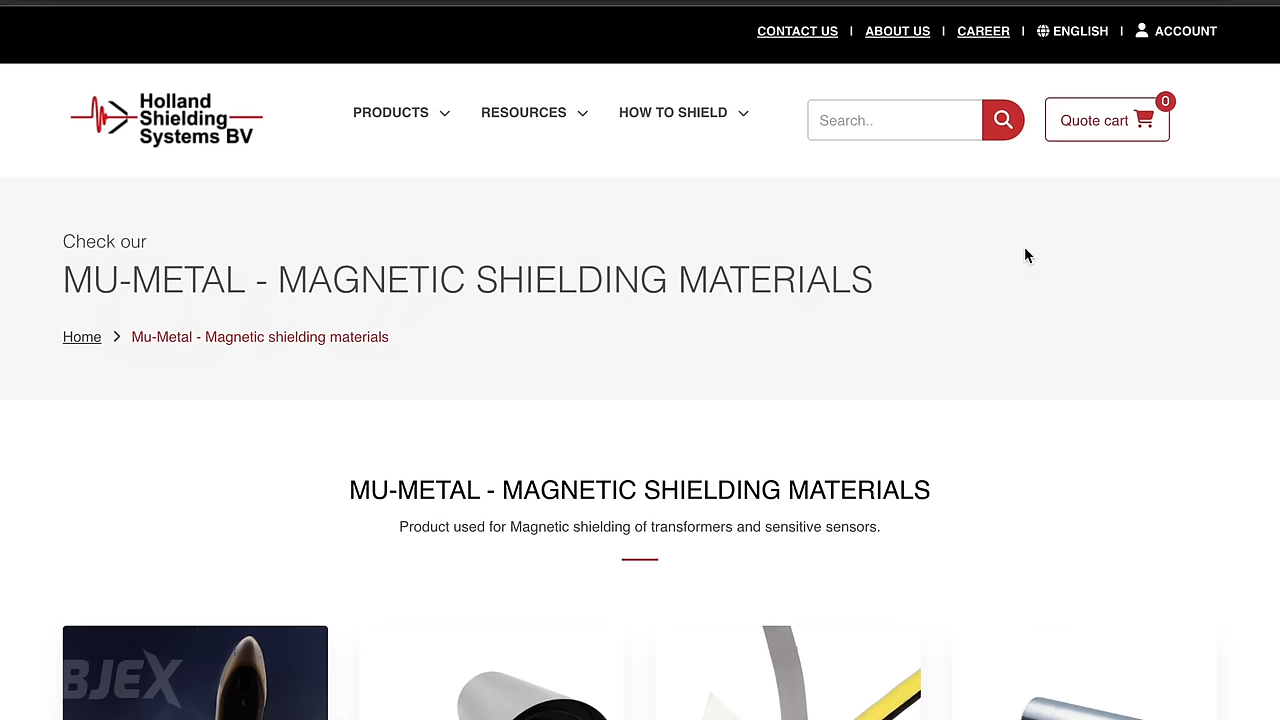 CONTACT US | ABOUT US | CAREER | ENGLISH | ACCOUNT
Holland
Shielding
Systems BV
PRODUCTS RESOURCES HOW TO SHIELD
Search..
Quote cart
0
Check our
MU-METAL - MAGNETIC SHIELDING MATERIALS
Home > Mu-Metal - Magnetic shielding materials
MU-METAL - MAGNETIC SHIELDING MATERIALS
Product used for Magnetic shielding of transformers and sensitive sensors.
BJEX